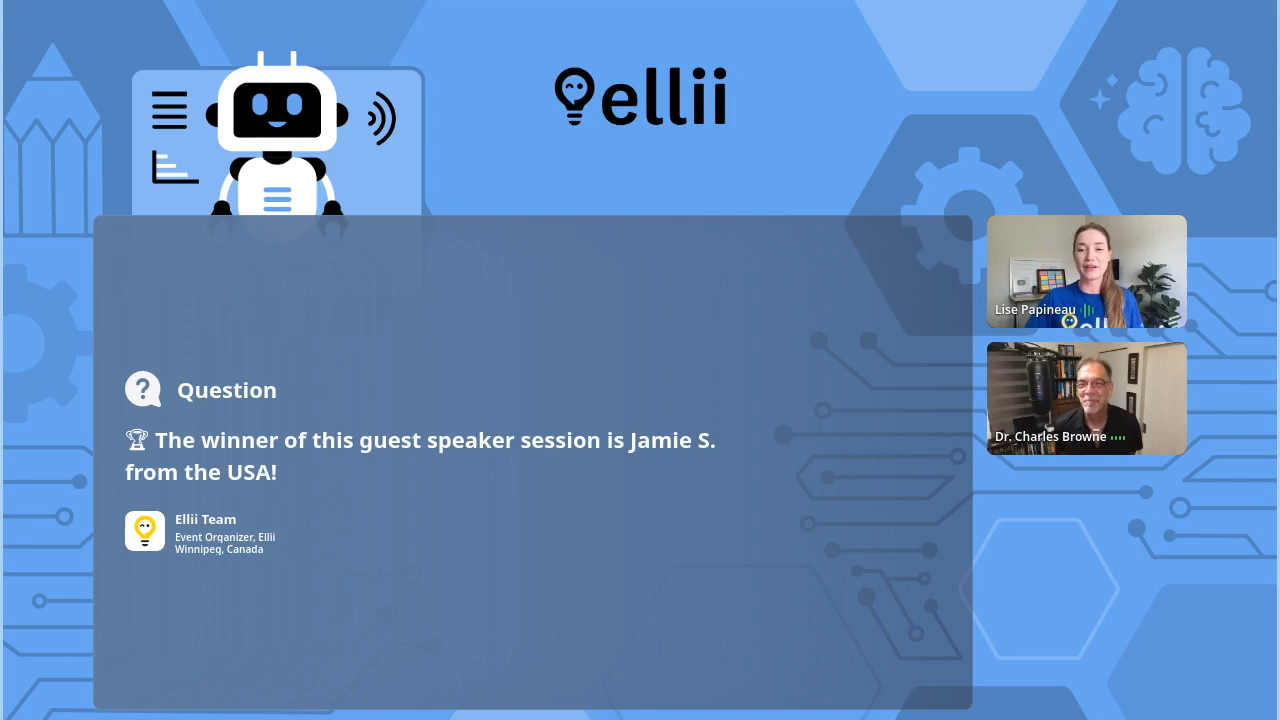 ellii
Lise Papineau
Question
🏆 The winner of this guest speaker session is Jamie S.
from the USA!
Dr. Charles Browne
Ellii Team
Event Organizer, Ellii
Winnipeg, Canada